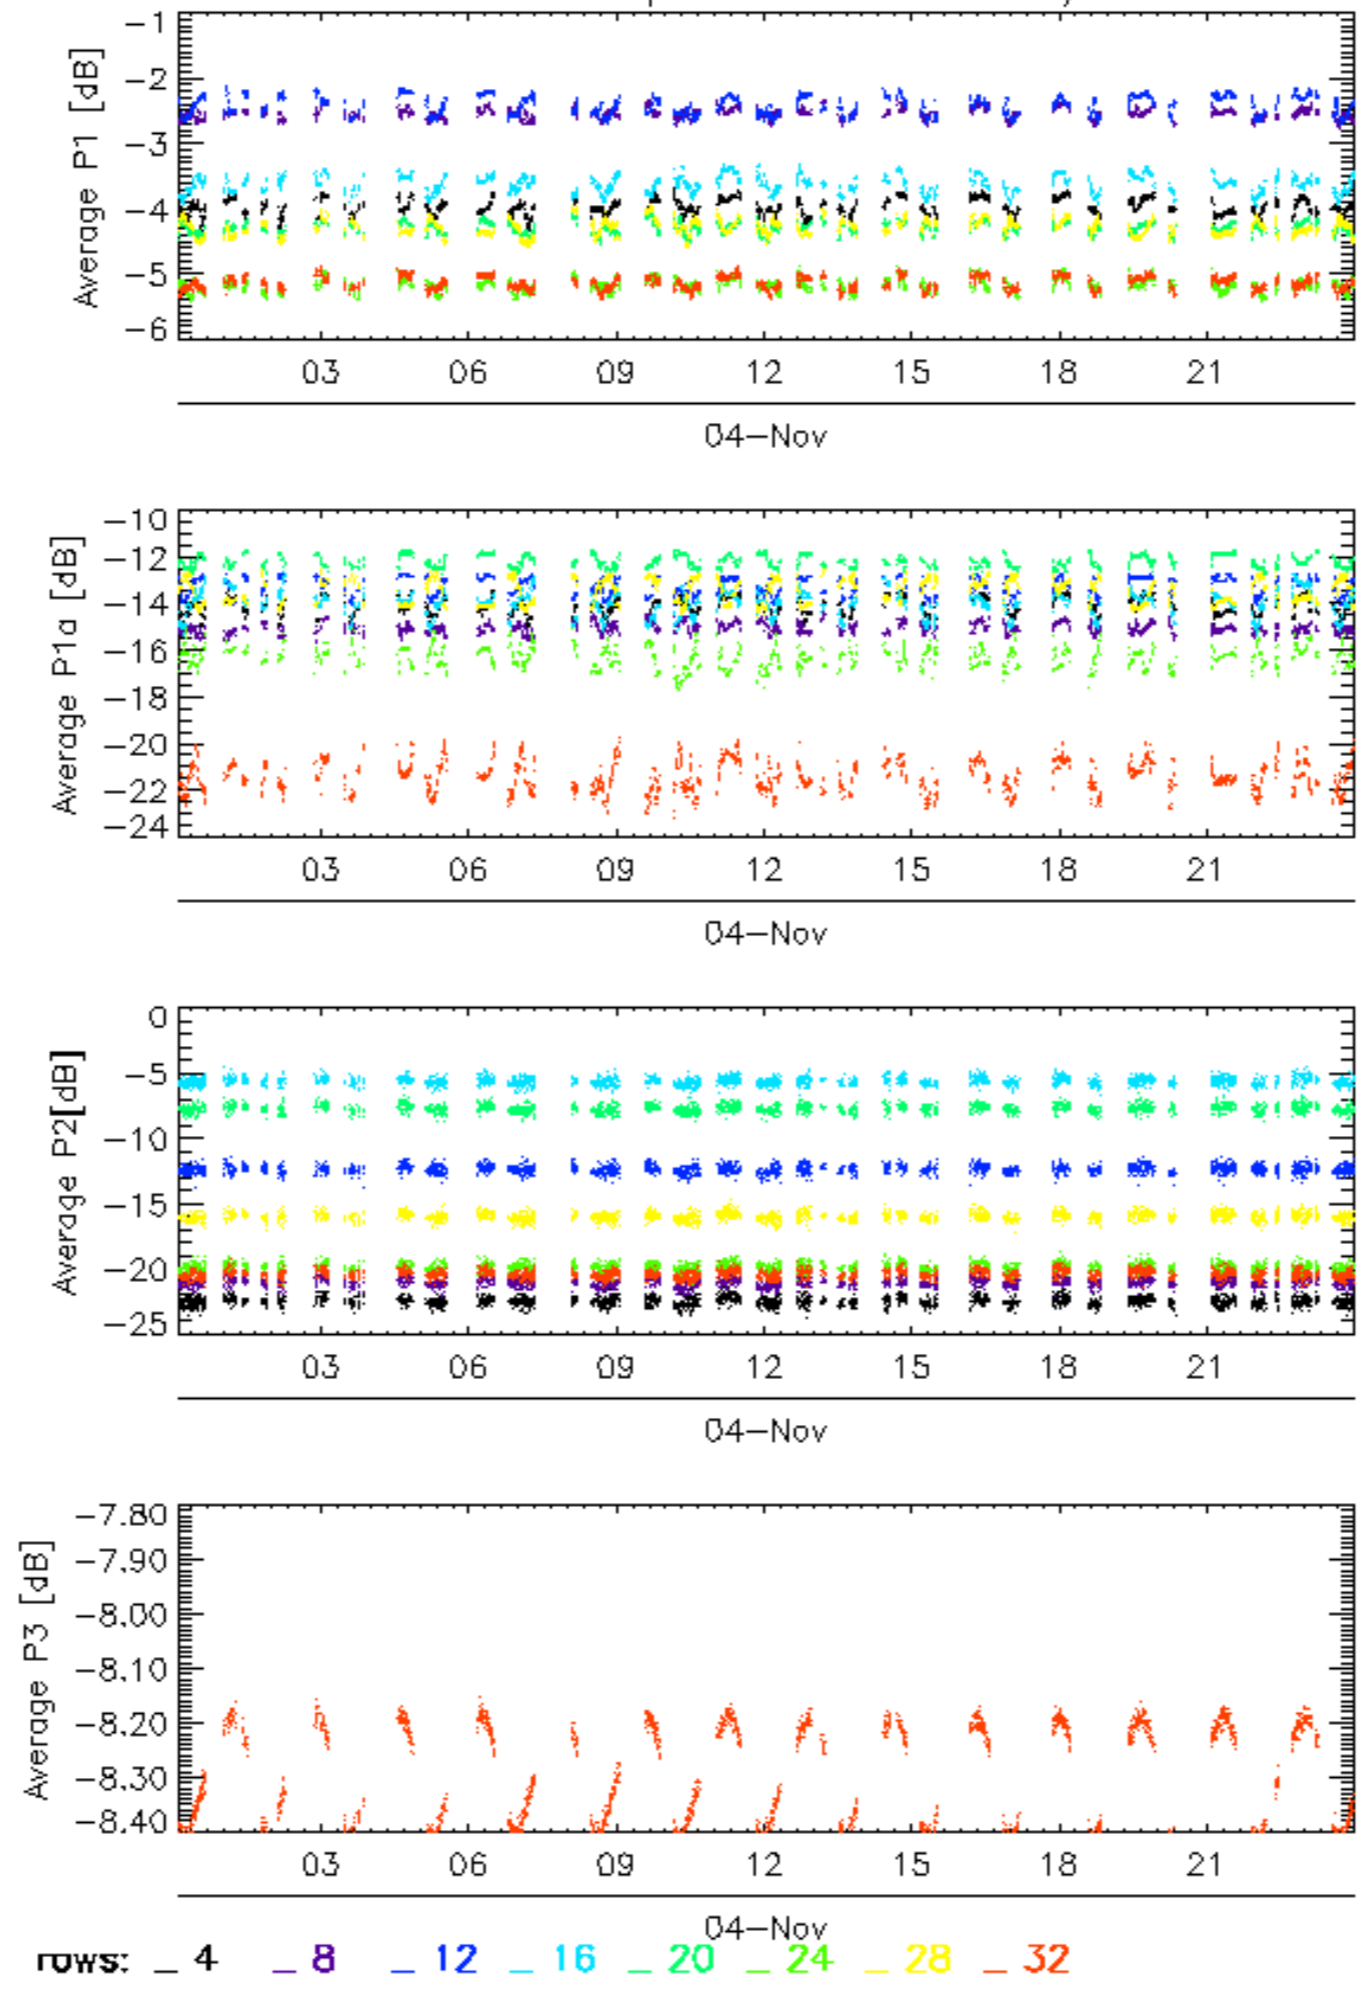 −1
−2
−3
−4
−5
−6
Average P1 [dB]
03 06 09 12 15 18 21
04−Nov
−10
−12
−14
−16
−18
−20
−22
−24
Average P1a [dB]
03 06 09 12 15 18 21
04−Nov
0
−5
−10
−15
−20
−25
Average P2[dB]
03 06 09 12 15 18 21
04−Nov
−7.80
−7.90
−8.00
−8.10
−8.20
−8.30
−8.40
Average P3 [dB]
03 06 09 12 15 18 21
04−Nov
rows: _ 4 _ 8 _ 12 _ 16 _ 20 _ 24 _ 28 _ 32